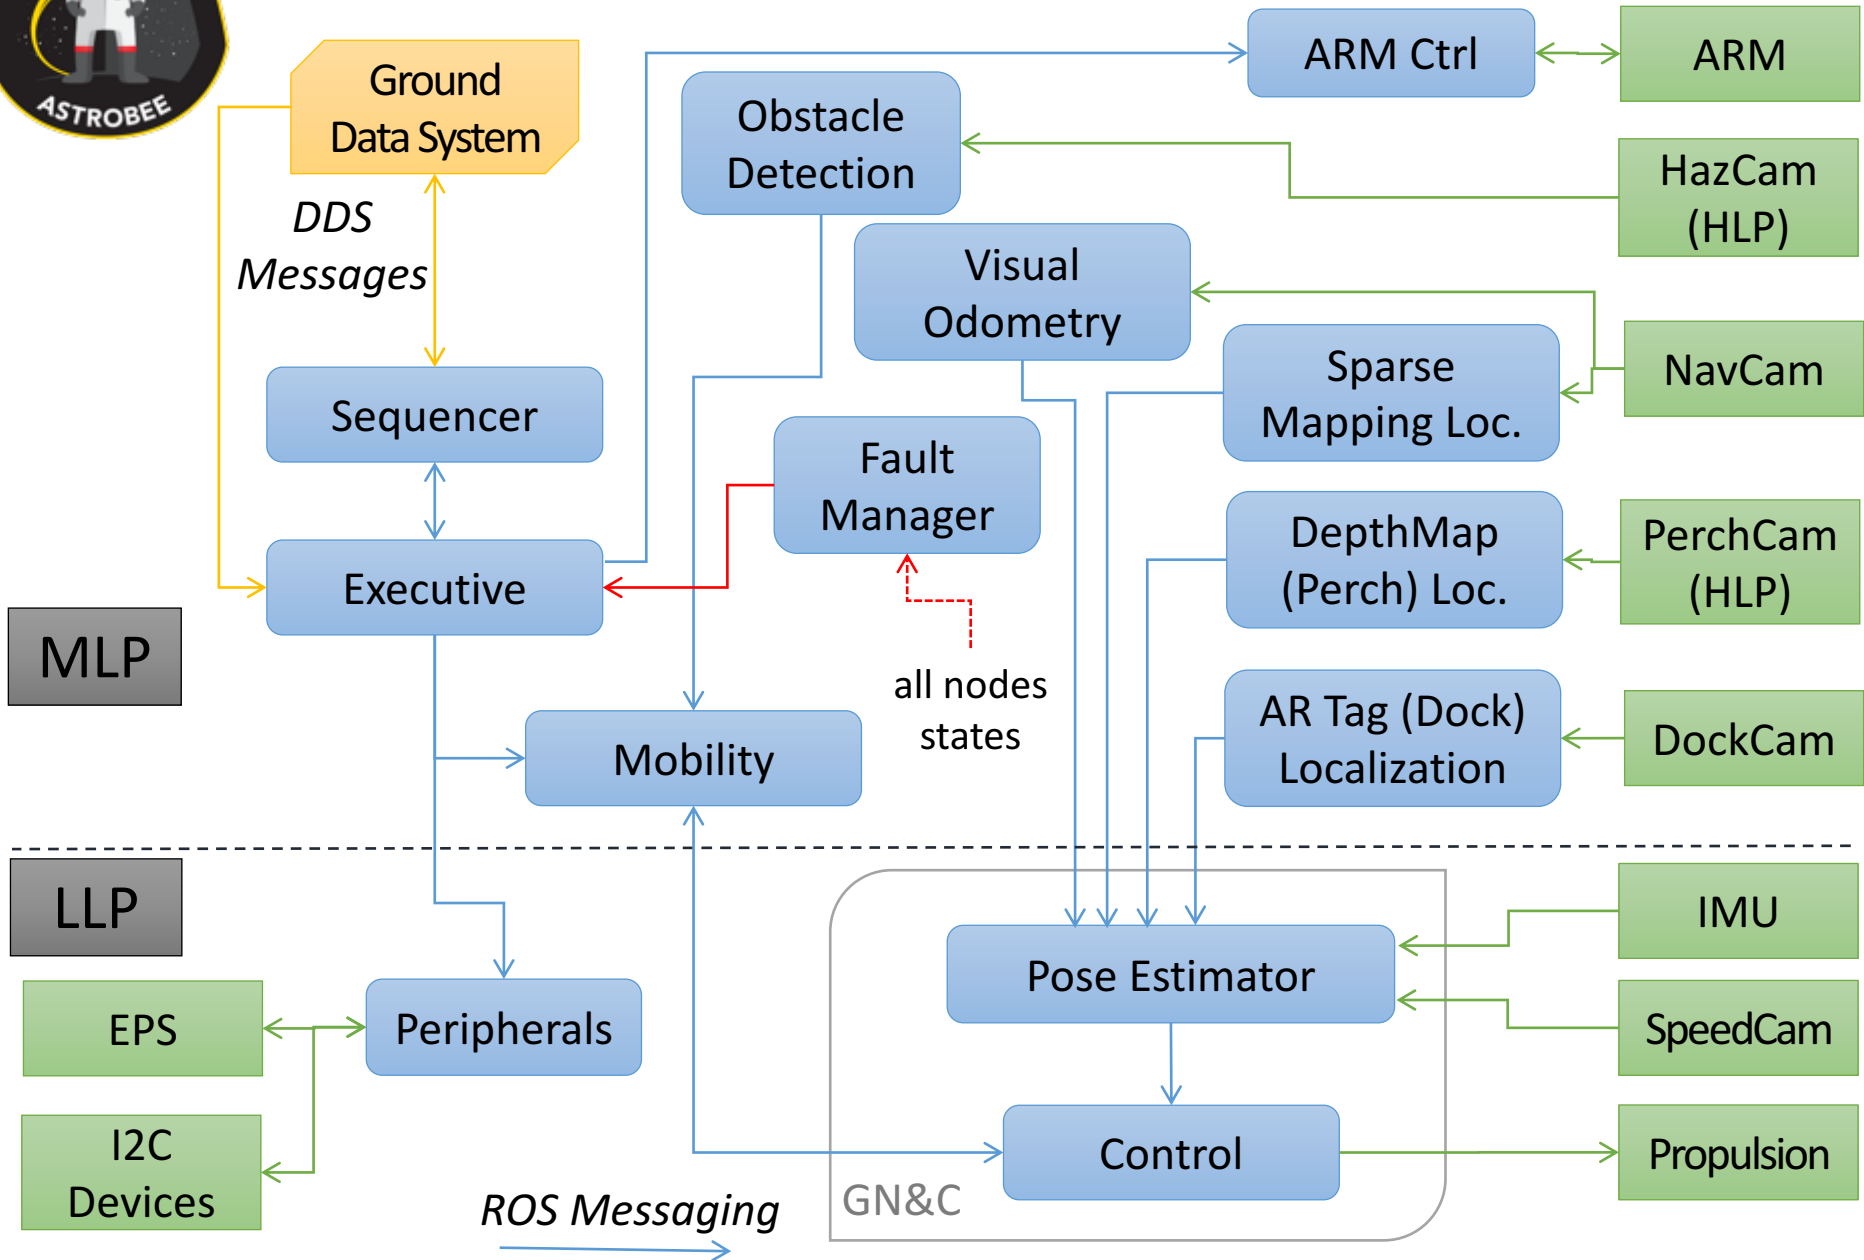 ASTROBEE
Ground
Data System
DDS
Messages
Obstacle
Detection
ARM Ctrl
ARM
HazCam
(HLP)
Visual
Odometry
Sparse
Mapping Loc.
NavCam
Sequencer
Fault
Manager
Executive
DepthMap
(Perch) Loc.
PerchCam
(HLP)
MLP
all nodes
states
AR Tag (Dock)
Localization
DockCam
Mobility
LLP
IMU
Pose Estimator
EPS
Peripherals
SpeedCam
I2C
Devices
Control
Propulsion
GN&C
ROS Messaging